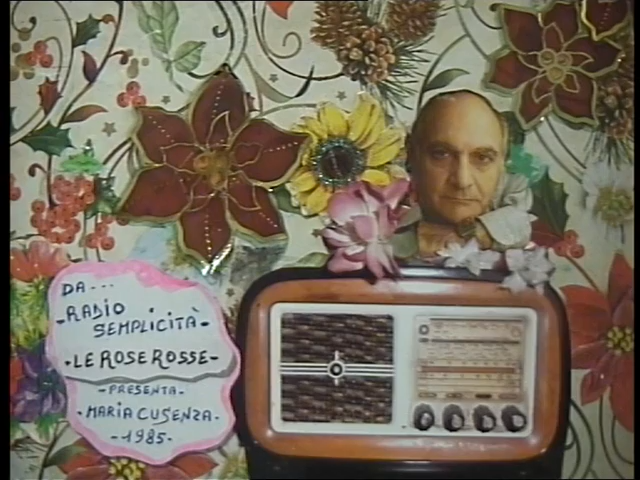 DA...
-RADIO
SEMPLICITÀ-
-LE ROSE ROSSE-
-PRESENTA-
-MARIA CUSENZA-
-1985-